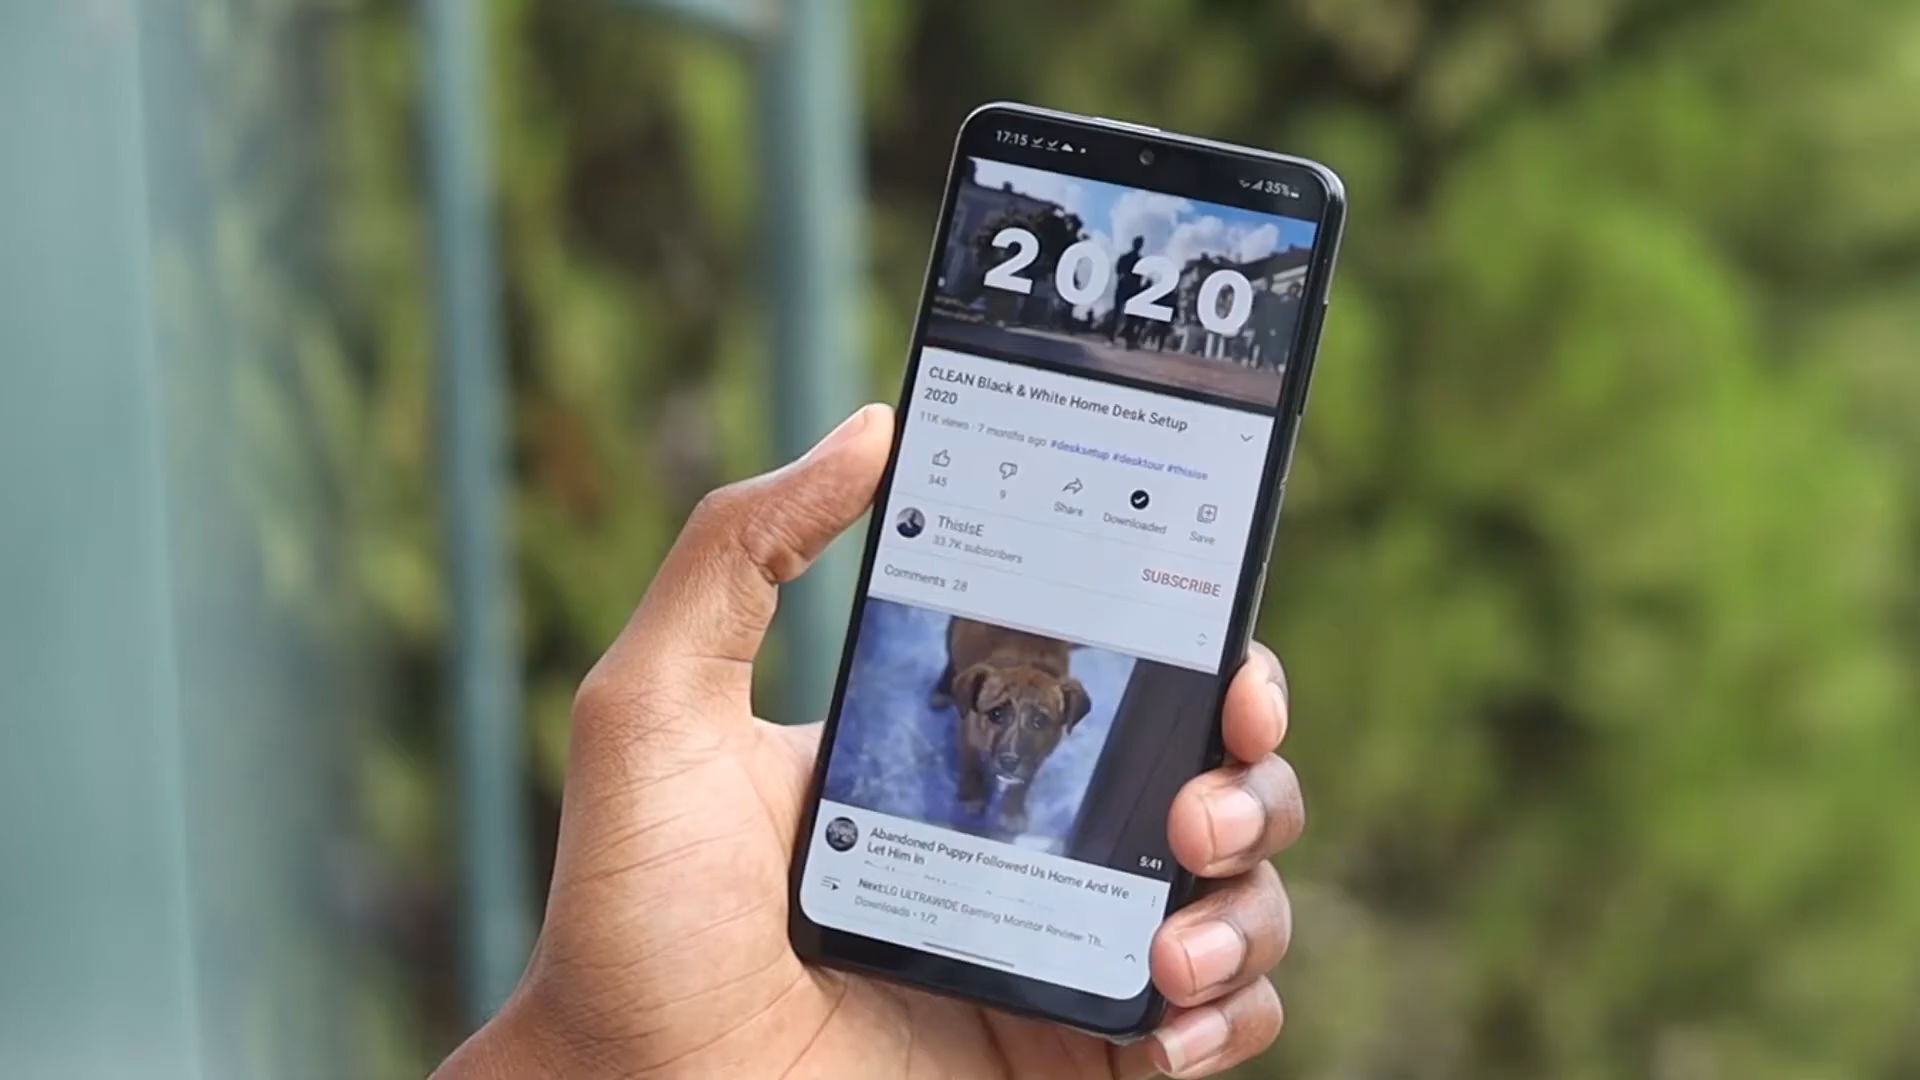 17:15
35%
2020
CLEAN Black & White Home Desk Setup
2020
11K views · 7 months ago #desksetup #desktour #thisise
345
9
Share
Downloaded
Save
ThisIsE
33.7K subscribers
SUBSCRIBE
Comments 28
5:41
Abandoned Puppy Followed Us Home And We
Let Him In
Next:LG ULTRAWIDE Gaming Monitor Review- Th...
Downloads · 1/2